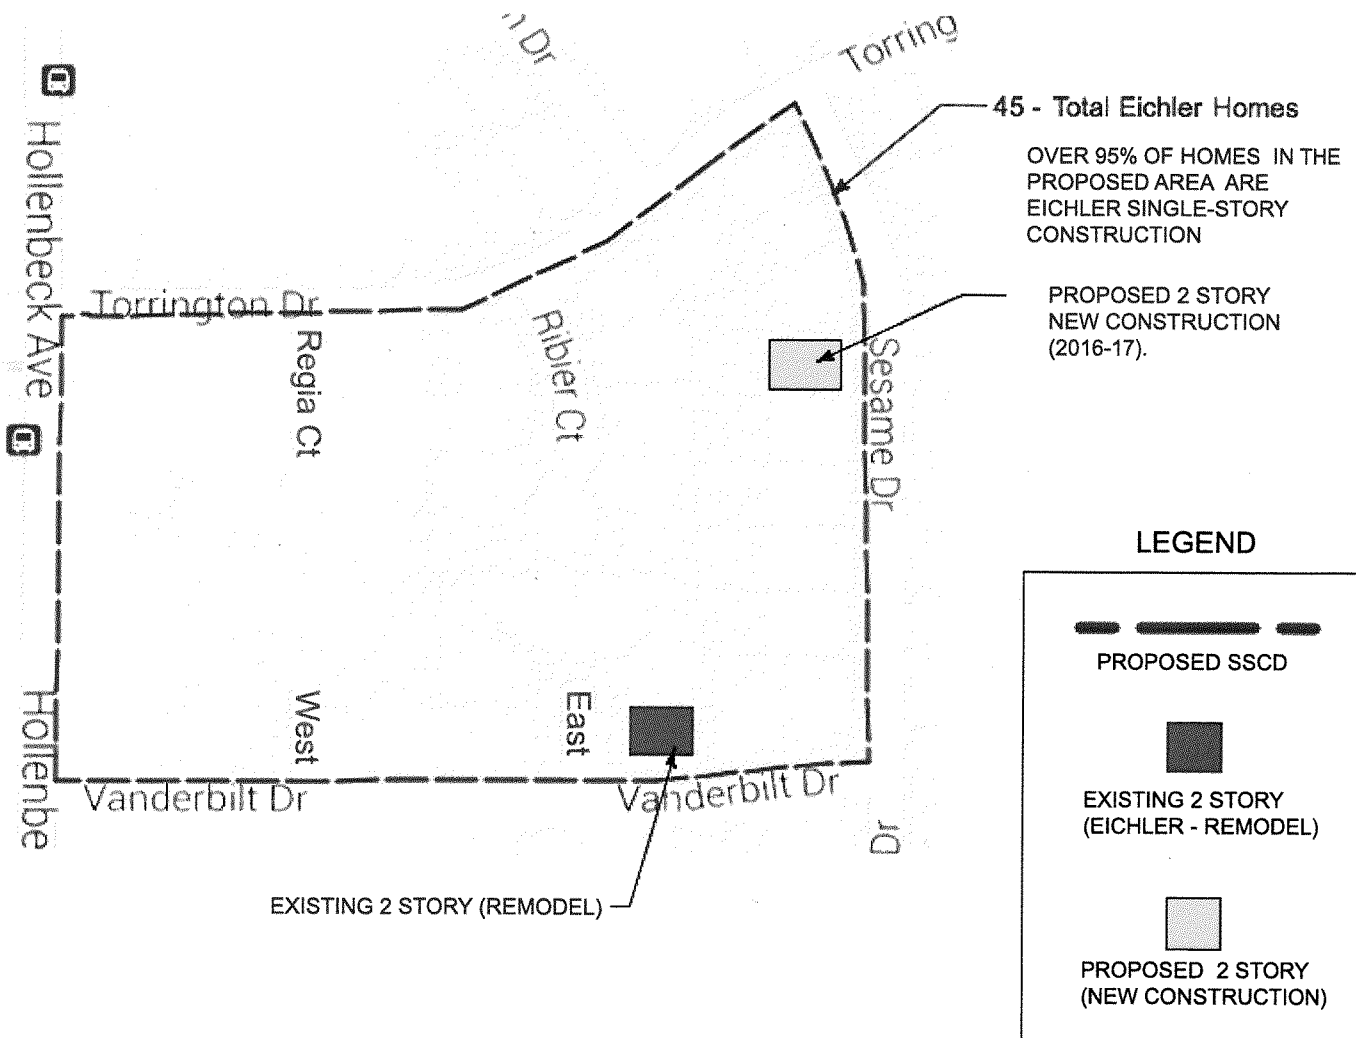 n Dr
Torring
45 - Total Eichler Homes
OVER 95% OF HOMES IN THE
PROPOSED AREA ARE
EICHLER SINGLE-STORY
CONSTRUCTION
PROPOSED 2 STORY
NEW CONSTRUCTION
(2016-17).
Hollenbeck Ave
Torrington Dr
Regia Ct
Ribier Ct
Sesame Dr
West
East
Hollenbe
Vanderbilt Dr
Vanderbilt Dr
Dr
EXISTING 2 STORY (REMODEL)
LEGEND
PROPOSED SSCD
EXISTING 2 STORY
(EICHLER - REMODEL)
PROPOSED 2 STORY
(NEW CONSTRUCTION)